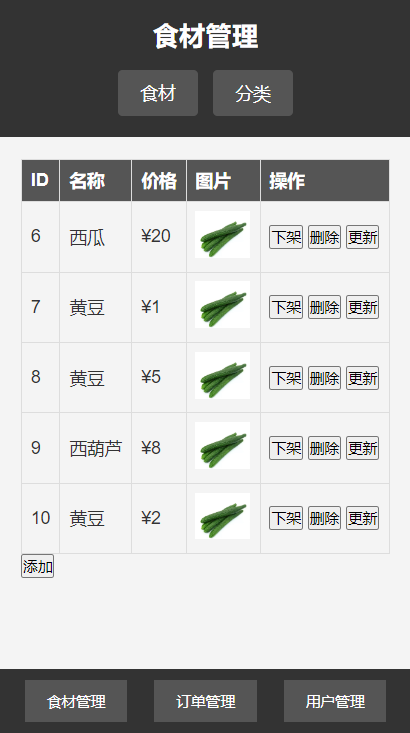 食材管理
食材 分类
ID 名称 价格 图片 操作
6 西瓜 ¥20 下架 删除 更新
7 黄豆 ¥1 下架 删除 更新
8 黄豆 ¥5 下架 删除 更新
9 西葫芦 ¥8 下架 删除 更新
10 黄豆 ¥2 下架 删除 更新
添加
食材管理 订单管理 用户管理